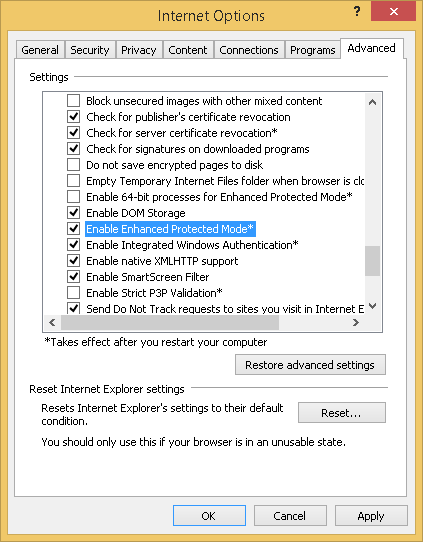 Internet Options
?
General Security Privacy Content Connections Programs Advanced
Settings
Block unsecured images with other mixed content
Check for publisher's certificate revocation
Check for server certificate revocation*
Check for signatures on downloaded programs
Do not save encrypted pages to disk
Empty Temporary Internet Files folder when browser is clo
Enable 64-bit processes for Enhanced Protected Mode*
Enable DOM Storage
Enable Enhanced Protected Mode*
Enable Integrated Windows Authentication*
Enable native XMLHTTP support
Enable SmartScreen Filter
Enable Strict P3P Validation*
Send Do Not Track requests to sites you visit in Internet E
*Takes effect after you restart your computer
Restore advanced settings
Reset Internet Explorer settings
Resets Internet Explorer's settings to their default
condition.
Reset...
You should only use this if your browser is in an unusable state.
OK Cancel Apply